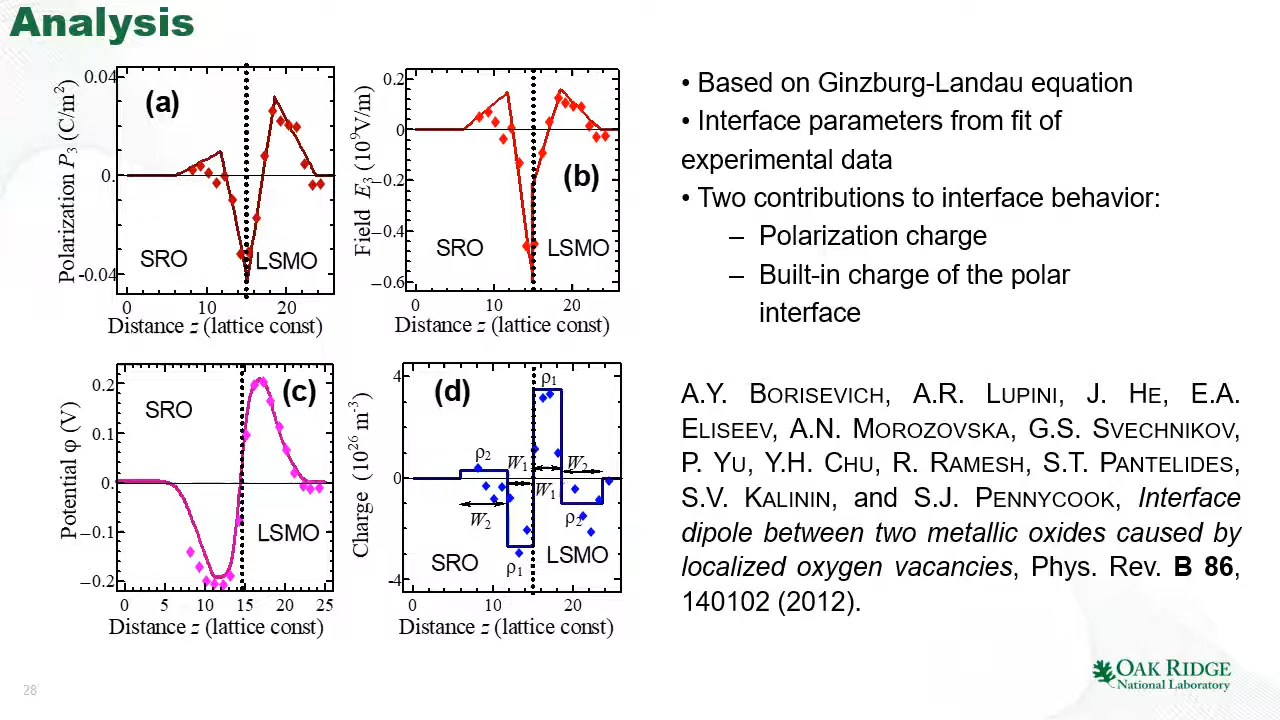 Analysis
(a)
Polarization P3 (C/m2)
0.04
0.
-0.04
SRO
LSMO
0 10 20
Distance z (lattice const)
(b)
Field E3 (10^9 V/m)
0.2
0
−0.2
−0.4
−0.6
SRO
LSMO
0 10 20
Distance z (lattice const)
(c)
Potential φ (V)
0.2
0.1
0
−0.1
−0.2
SRO
LSMO
0 5 10 15 20 25
Distance z (lattice const)
(d)
Charge (10^26 m^-3)
4
0
-4
ρ1
ρ2
W1
W2
W1
W2
ρ2
ρ1
SRO
LSMO
0 20
Distance z (lattice const)
• Based on Ginzburg-Landau equation
• Interface parameters from fit of
experimental data
• Two contributions to interface behavior:
– Polarization charge
– Built-in charge of the polar
interface
A.Y. BORISEVICH, A.R. LUPINI, J. HE, E.A.
ELISEEV, A.N. MOROZOVSKA, G.S. SVECHNIKOV,
P. YU, Y.H. CHU, R. RAMESH, S.T. PANTELIDES,
S.V. KALININ, and S.J. PENNYCOOK, Interface
dipole between two metallic oxides caused by
localized oxygen vacancies, Phys. Rev. B 86,
140102 (2012).
OAK RIDGE
National Laboratory
28